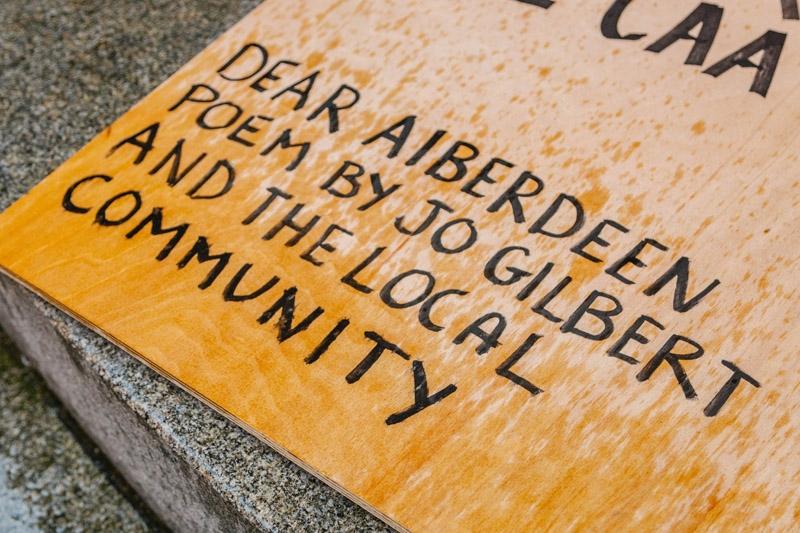 CAA
DEAR AIBERDEEN
POEM BY JO GILBERT
AND THE LOCAL
COMMUNITY